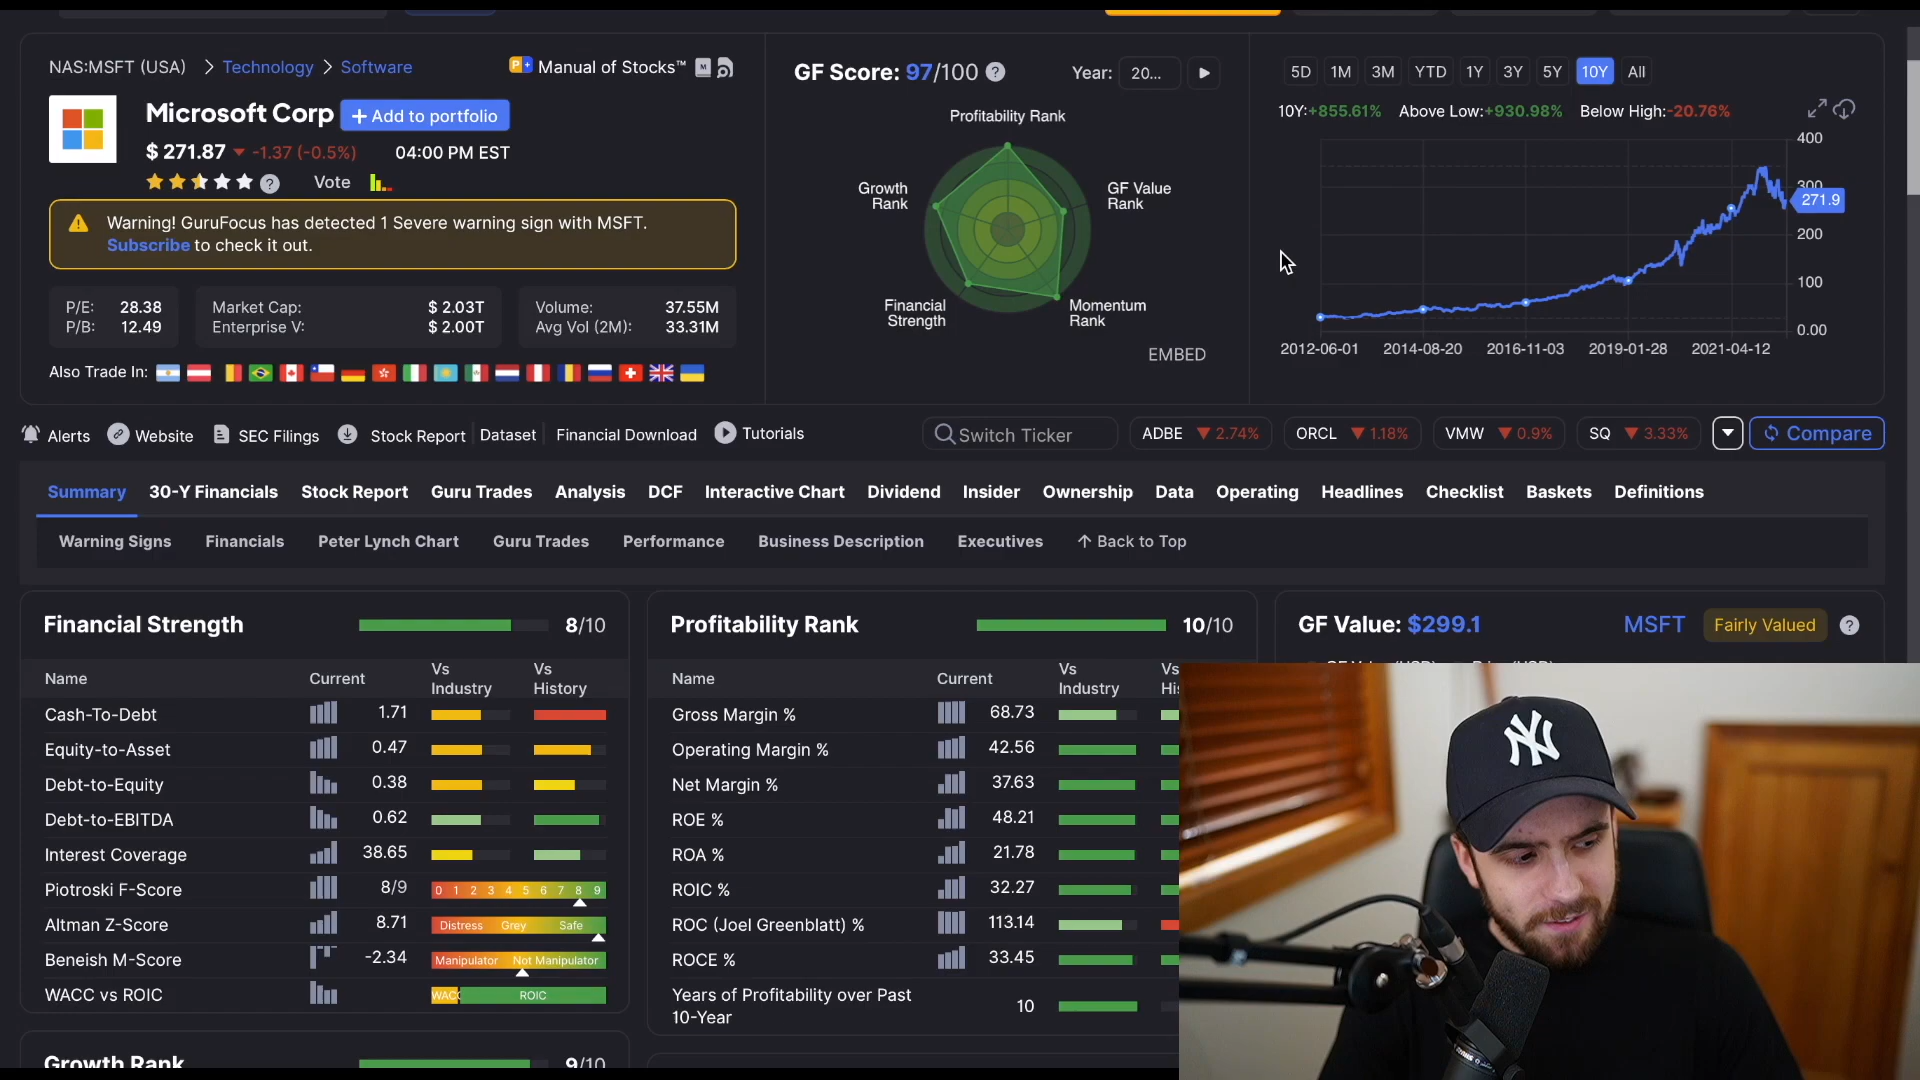 NAS:MSFT (USA) > Technology > Software
Manual of Stocks™
Microsoft Corp
+ Add to portfolio
$ 271.87 -1.37 (-0.5%) 04:00 PM EST
Vote
Warning! GuruFocus has detected 1 Severe warning sign with MSFT.
Subscribe to check it out.
P/E: 28.38
P/B: 12.49
Market Cap: $ 2.03T
Enterprise V: $ 2.00T
Volume: 37.55M
Avg Vol (2M): 33.31M
Also Trade In:
GF Score: 97/100 ?
Year: 20...
Profitability Rank
Growth
Rank
GF Value
Rank
Financial
Strength
Momentum
Rank
EMBED
5D 1M 3M YTD 1Y 3Y 5Y 10Y All
10Y:+855.61% Above Low:+930.98% Below High:-20.76%
400
300
271.9
200
100
0.00
2012-06-01 2014-08-20 2016-11-03 2019-01-28 2021-04-12
Alerts Website SEC Filings Stock Report Dataset Financial Download Tutorials
Switch Ticker
ADBE 2.74%
ORCL 1.18%
VMW 0.9%
SQ 3.33%
Compare
Summary 30-Y Financials Stock Report Guru Trades Analysis DCF Interactive Chart Dividend Insider Ownership Data Operating Headlines Checklist Baskets Definitions
Warning Signs Financials Peter Lynch Chart Guru Trades Performance Business Description Executives ↑ Back to Top
Financial Strength 8/10
Name Current Vs Industry Vs History
Cash-To-Debt 1.71
Equity-to-Asset 0.47
Debt-to-Equity 0.38
Debt-to-EBITDA 0.62
Interest Coverage 38.65
Piotroski F-Score 8/9 0 1 2 3 4 5 6 7 8 9
Altman Z-Score 8.71 Distress Grey Safe
Beneish M-Score -2.34 Manipulator Not Manipulator
WACC vs ROIC WACC ROIC
Growth Rank 9/10
Profitability Rank 10/10
Name Current Vs Industry Vs
Gross Margin % 68.73
Operating Margin % 42.56
Net Margin % 37.63
ROE % 48.21
ROA % 21.78
ROIC % 32.27
ROC (Joel Greenblatt) % 113.14
ROCE % 33.45
Years of Profitability over Past
10-Year 10
GF Value: $299.1 MSFT Fairly Valued ?
NY